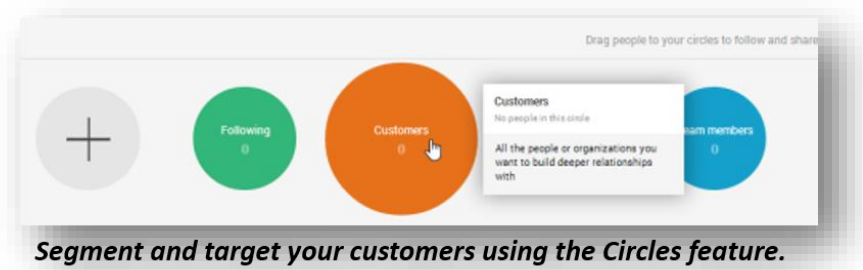 Drag people to your circles to follow and share
Following
0
Customers
0
Customers
No people in this circle
All the people or organizations you
want to build deeper relationships
with
eam members
0
Segment and target your customers using the Circles feature.